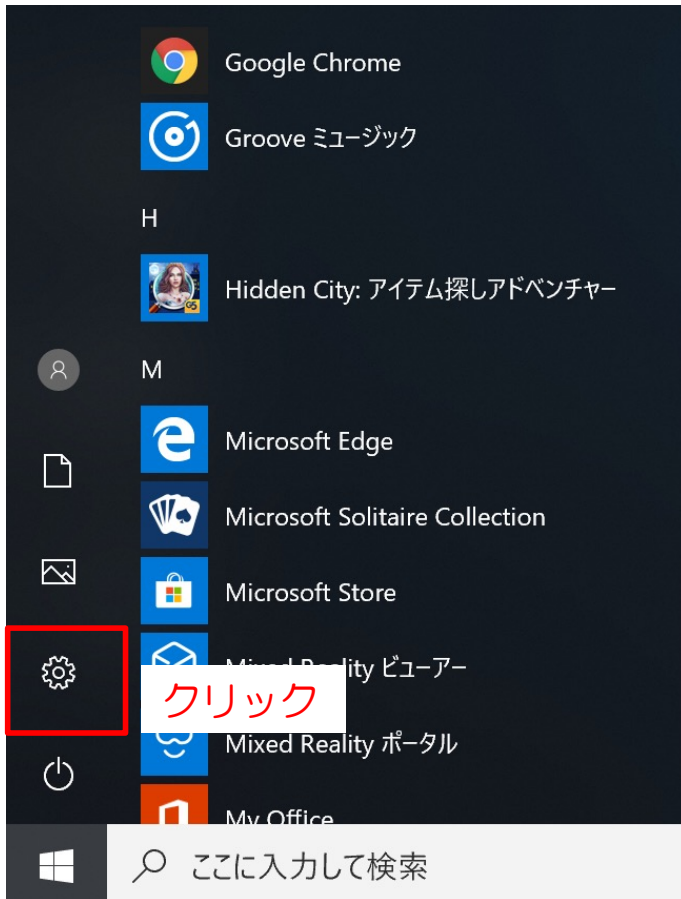 Google Chrome
Groove ミュージック
H
Hidden City: アイテム探しアドベンチャー
G5
M
Microsoft Edge
Microsoft Solitaire Collection
Microsoft Store
Mixed Reality ビューアー
クリック
Mixed Reality ポータル
My Office
ここに入力して検索